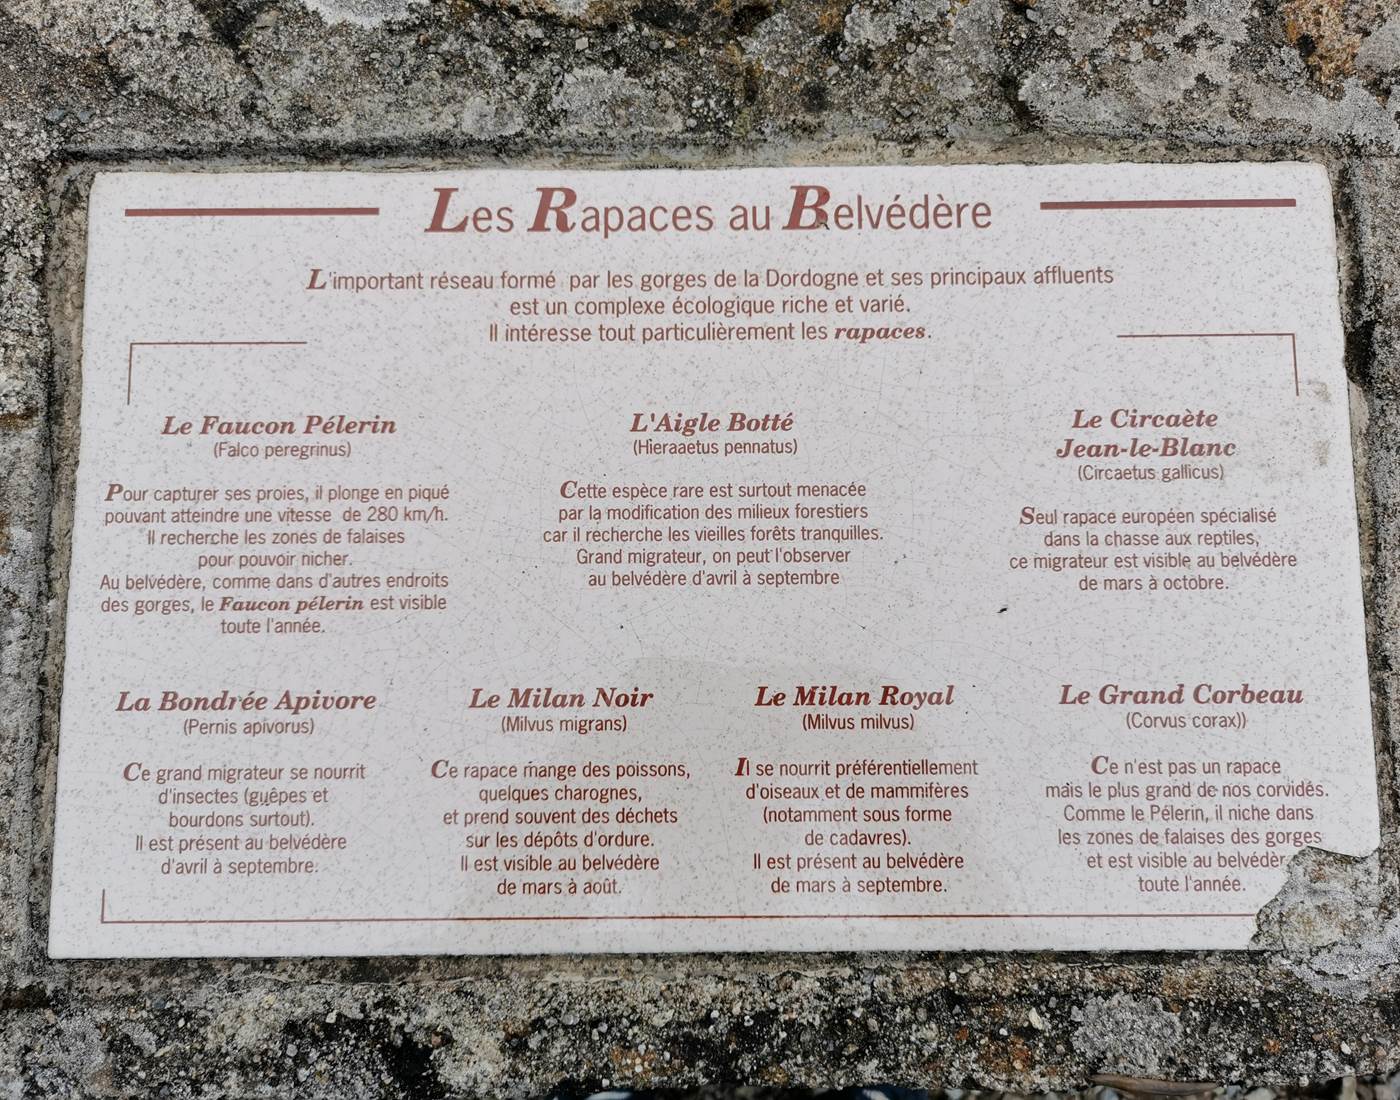 Les Rapaces au Belvédère
L'important réseau formé par les gorges de la Dordogne et ses principaux affluents
est un complexe écologique riche et varié.
Il intéresse tout particulièrement les rapaces.
Le Faucon Pélerin
(Falco peregrinus)
Pour capturer ses proies, il plonge en piqué
pouvant atteindre une vitesse de 280 km/h.
Il recherche les zones de falaises
pour pouvoir nicher.
Au belvédère, comme dans d'autres endroits
des gorges, le Faucon pélerin est visible
toute l'année.
L'Aigle Botté
(Hieraaetus pennatus)
Cette espèce rare est surtout menacée
par la modification des milieux forestiers
car il recherche les vieilles forêts tranquilles.
Grand migrateur, on peut l'observer
au belvédère d'avril à septembre
Le Circaète
Jean-le-Blanc
(Circaetus gallicus)
Seul rapace européen spécialisé
dans la chasse aux reptiles,
ce migrateur est visible au belvédère
de mars à octobre.
La Bondrée Apivore
(Pernis apivorus)
Ce grand migrateur se nourrit
d'insectes (guêpes et
bourdons surtout).
Il est présent au belvédère
d'avril à septembre.
Le Milan Noir
(Milvus migrans)
Ce rapace mange des poissons,
quelques charognes,
et prend souvent des déchets
sur les dépôts d'ordure.
Il est visible au belvédère
de mars à août.
Le Milan Royal
(Milvus milvus)
Il se nourrit préférentiellement
d'oiseaux et de mammifères
(notamment sous forme
de cadavres).
Il est présent au belvédère
de mars à septembre.
Le Grand Corbeau
(Corvus corax))
Ce n'est pas un rapace
mais le plus grand de nos corvidés.
Comme le Pélerin, il niche dans
les zones de falaises des gorges
et est visible au belvédèr
toute l'année.